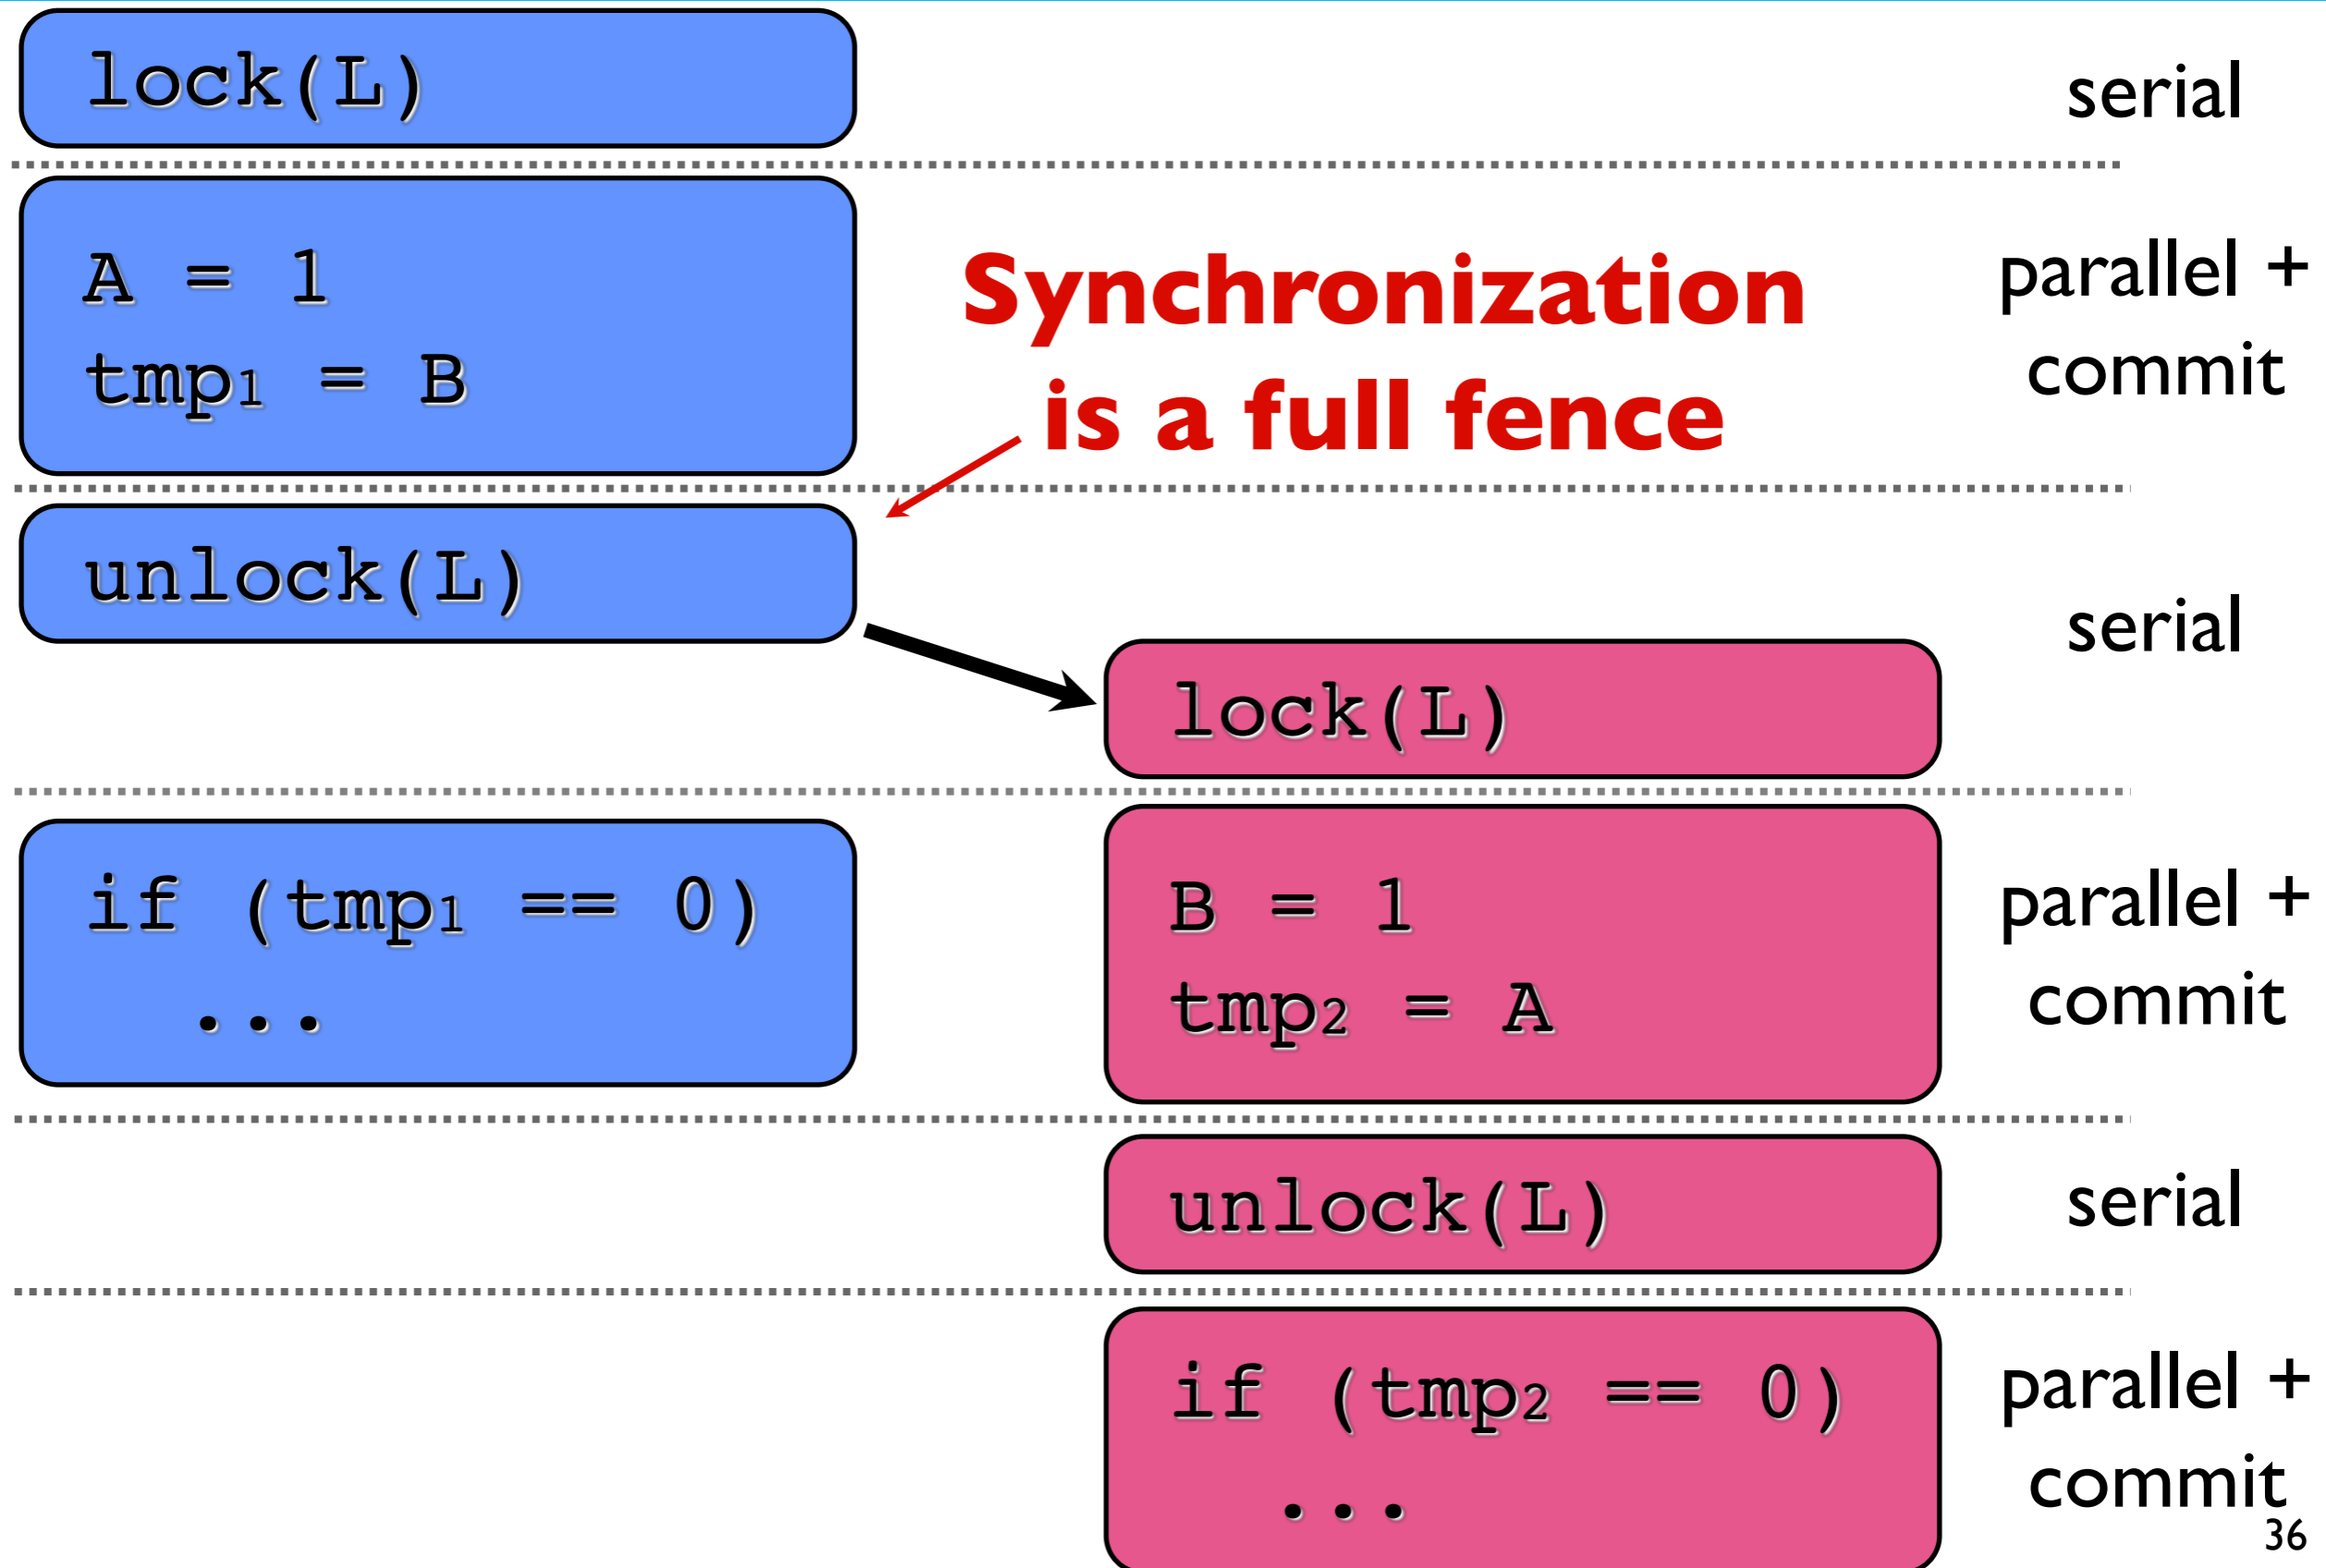 lock(L)
serial
A = 1
tmp1 = B
Synchronization
is a full fence
parallel +
commit
unlock(L)
serial
lock(L)
if (tmp1 == 0)
...
B = 1
tmp2 = A
parallel +
commit
unlock(L)
serial
if (tmp2 == 0)
...
parallel +
commit
36